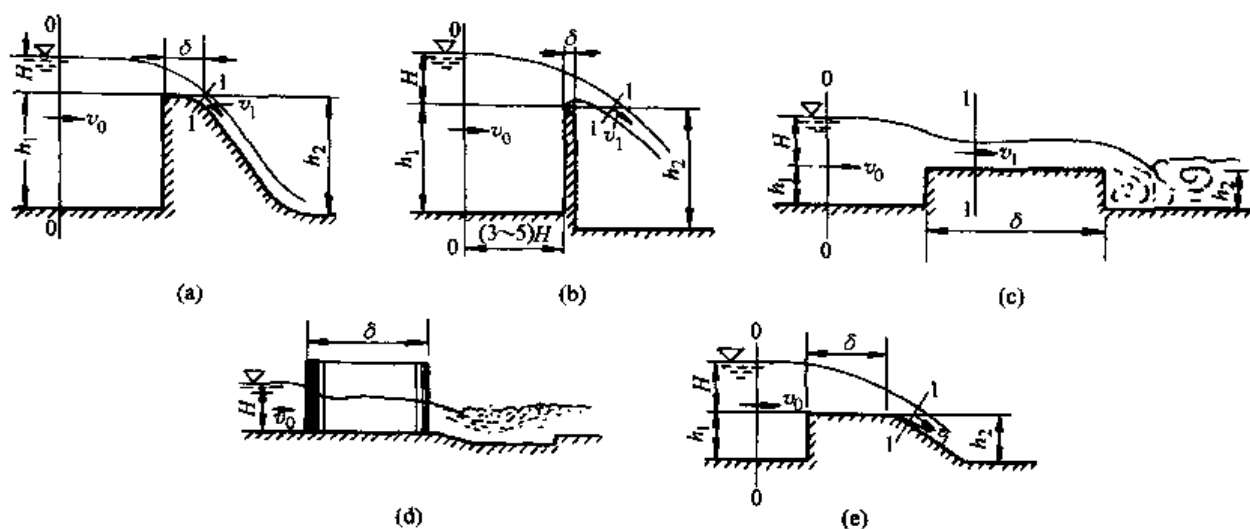 0
δ
H
1
v₁
1
v₀
h₁
h₂
0
(a)
0
δ
H
1
1
v₁
v₀
h₁
h₂
(3~5)H
0
(b)
0
1
H
v₁
v₀
h₁
h₂
0
1
δ
(c)
δ
H
v₀
(d)
0
δ
H
v₀
1
h₁
1
v
h₂
0
(e)